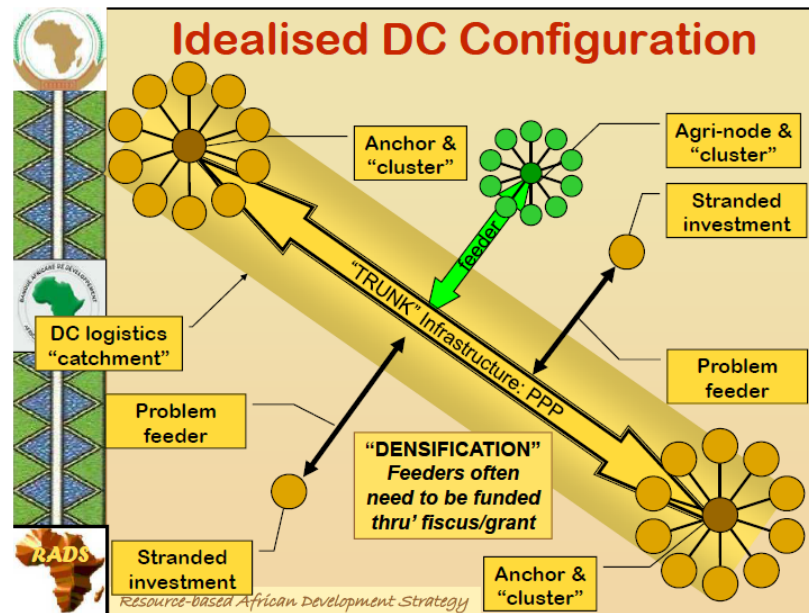 Idealised DC Configuration
Anchor &
“cluster”
Agri-node &
“cluster”
Stranded
investment
feeder
“TRUNK” Infrastructure: PPP
DC logistics
“catchment”
Problem
feeder
Problem
feeder
“DENSIFICATION”
Feeders often
need to be funded
thru’ fiscus/grant
Stranded
investment
Anchor &
“cluster”
RADS
Resource-based African Development Strategy